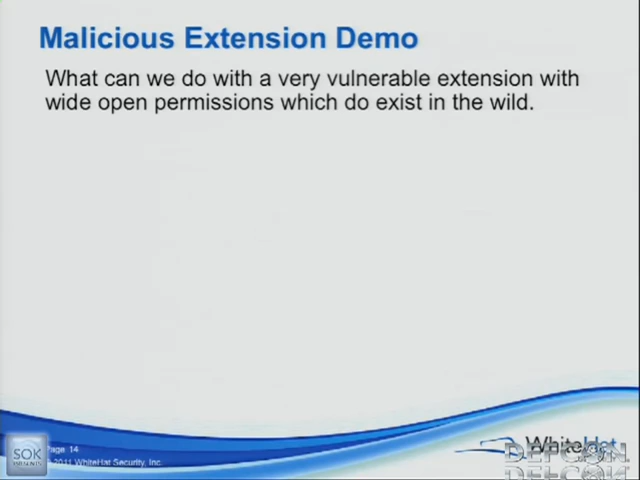 Malicious Extension Demo
What can we do with a very vulnerable extension with
wide open permissions which do exist in the wild.
Page 14
2011 WhiteHat Security, Inc.
WhiteHat
DEFCON
SOK